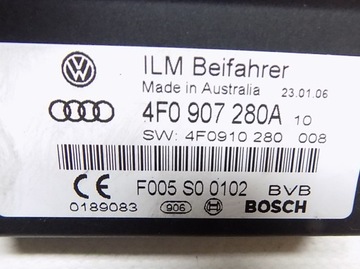 ILM Beifahrer
Made in Australia 23.01.06
4F0 907 280A 10
SW: 4F0910 280 008
CE F005 S0 0102 BVB
0189083 906 BOSCH